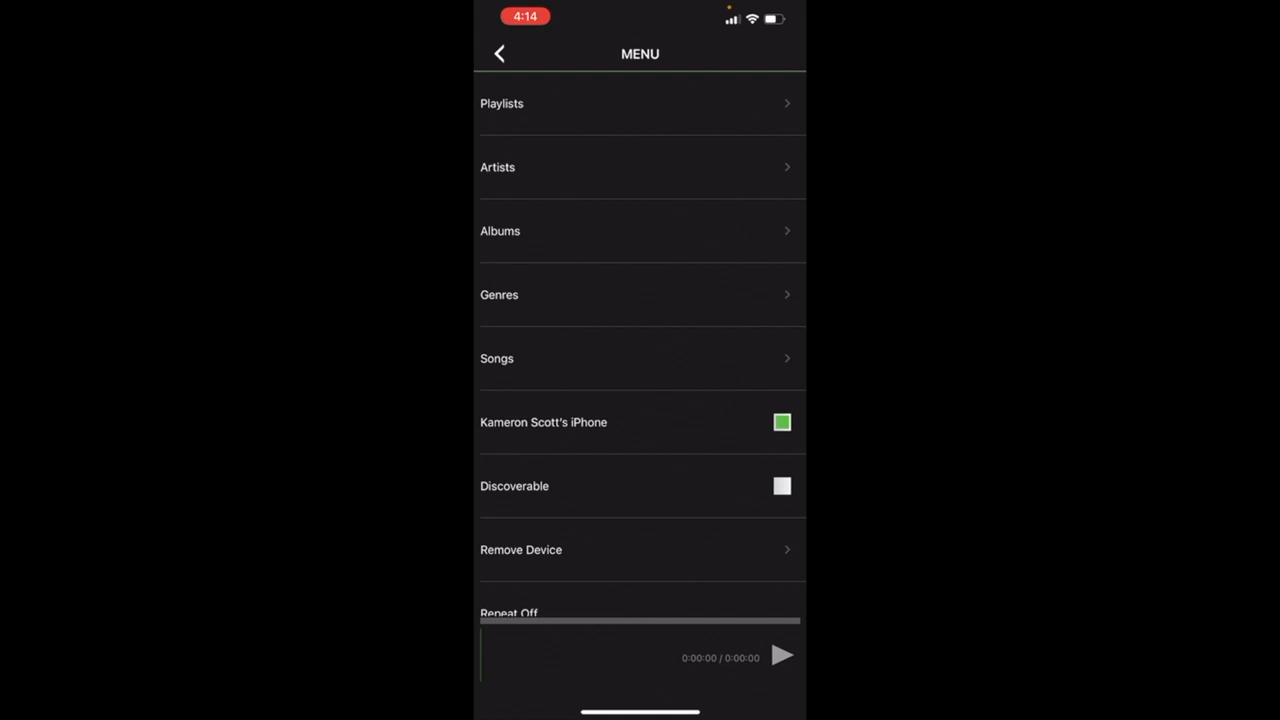 4:14
MENU
Playlists
Artists
Albums
Genres
Songs
Kameron Scott's iPhone
Discoverable
Remove Device
Repeat Off
0:00:00 / 0:00:00